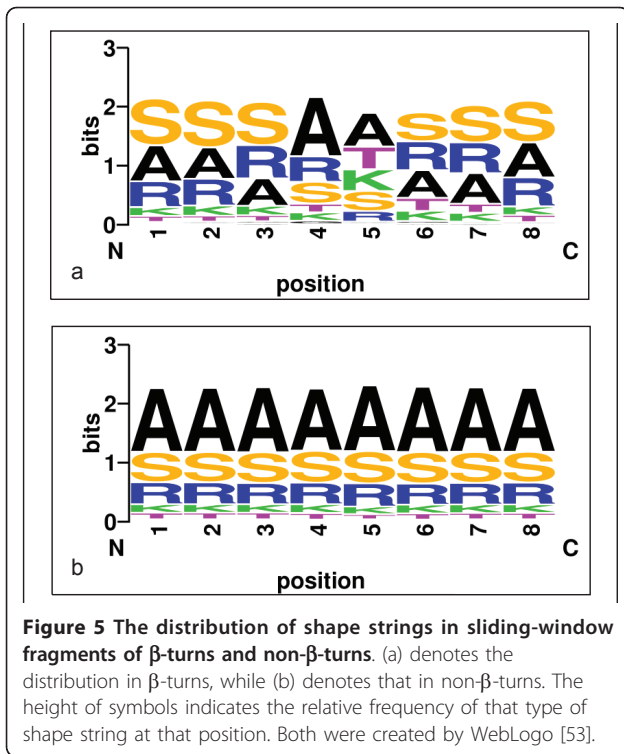 3
2
bits
1
0
S S S A A S S S
A A R R T R R A
R R A S K A A R
K K K T S T T K
T T K R K K T
1 2 3 4 5 6 7 8
N C
a
position
3
2
bits
1
0
A A A A A A A A
S S S S S S S S
R R R R R R R R
K K K K K K K K
T T T T T T T T
1 2 3 4 5 6 7 8
N C
b
position
Figure 5 The distribution of shape strings in sliding-window
fragments of β-turns and non-β-turns. (a) denotes the
distribution in β-turns, while (b) denotes that in non-β-turns. The
height of symbols indicates the relative frequency of that type of
shape string at that position. Both were created by WebLogo [53].